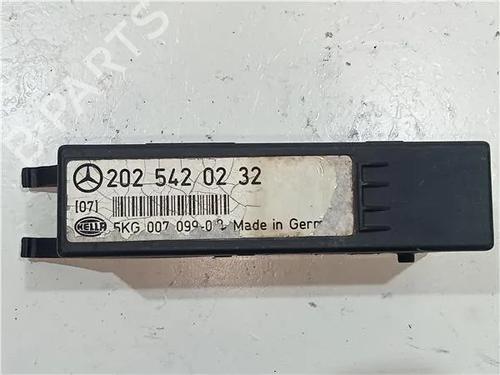 B-PARTS
202 542 02 32
[07]
HELLA
5KG 007 099-0 Made in Germ